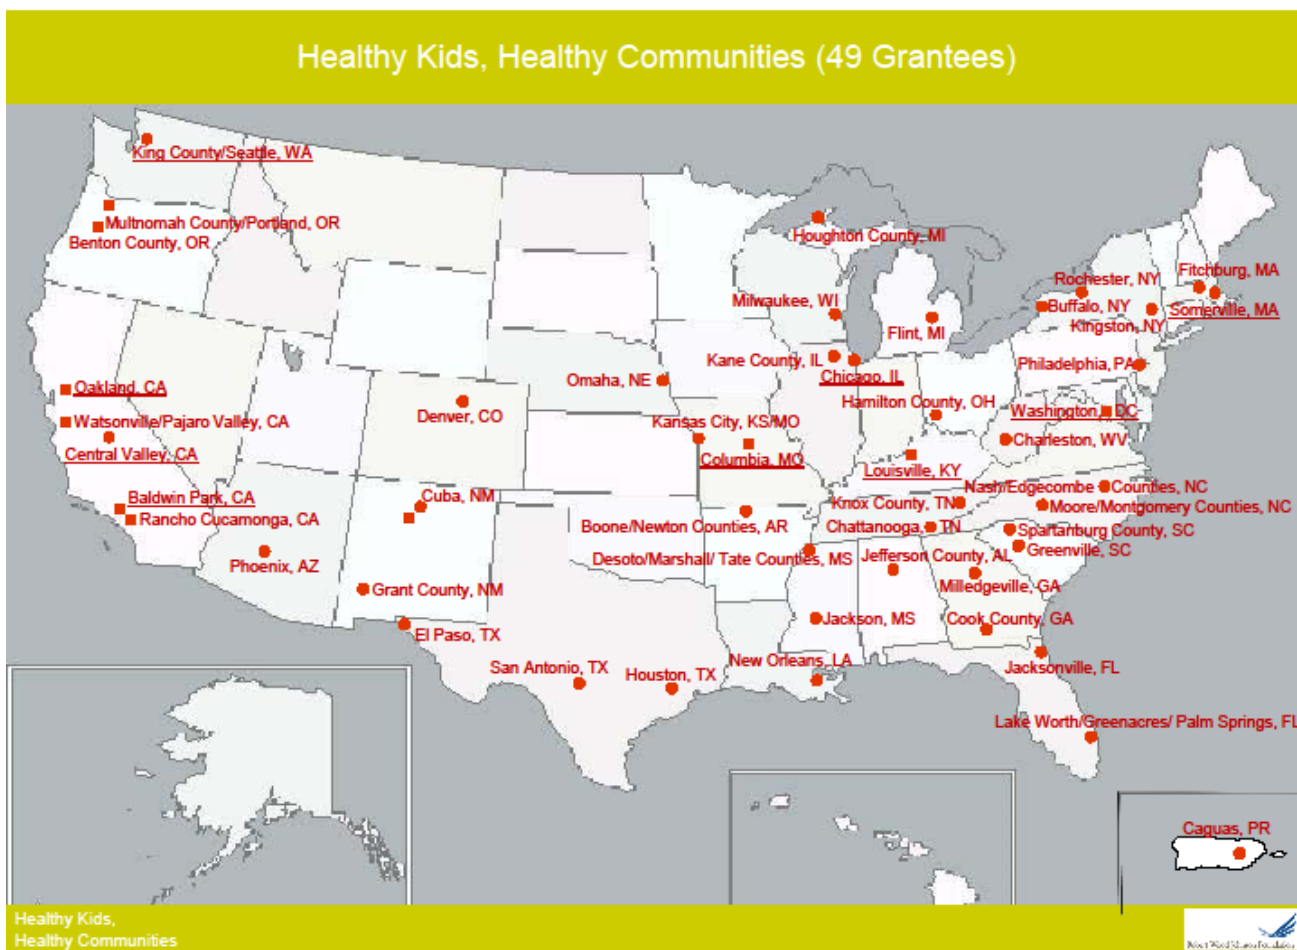 Healthy Kids, Healthy Communities (49 Grantees)
King County/Seattle, WA
Multnomah County/Portland, OR
Benton County, OR
Houghton County, MI
Rochester, NY
Fitchburg, MA
Milwaukee, WI
Buffalo, NY
Somerville, MA
Flint, MI
Kingston, NY
Kane County, IL
Philadelphia, PA
Oakland, CA
Omaha, NE
Chicago, IL
Denver, CO
Hamilton County, OH
Washington, DC
Watsonville/Pajaro Valley, CA
Kansas City, KS/MO
Charleston, WV
Central Valley, CA
Columbia, MO
Louisville, KY
Baldwin Park, CA
Cuba, NM
Nash/Edgecombe Counties, NC
Rancho Cucamonga, CA
Knox County, TN
Moore/Montgomery Counties, NC
Boone/Newton Counties, AR
Chattanooga, TN
Spartanburg County, SC
Phoenix, AZ
Desoto/Marshall/ Tate Counties, MS
Jefferson County, AL
Greenville, SC
Grant County, NM
Milledgeville, GA
El Paso, TX
Jackson, MS
Cook County, GA
San Antonio, TX
Houston, TX
New Orleans, LA
Jacksonville, FL
Lake Worth/Greenacres/ Palm Springs, FL
Caguas, PR
Healthy Kids,
Healthy Communities
Robert Wood Johnson Foundation